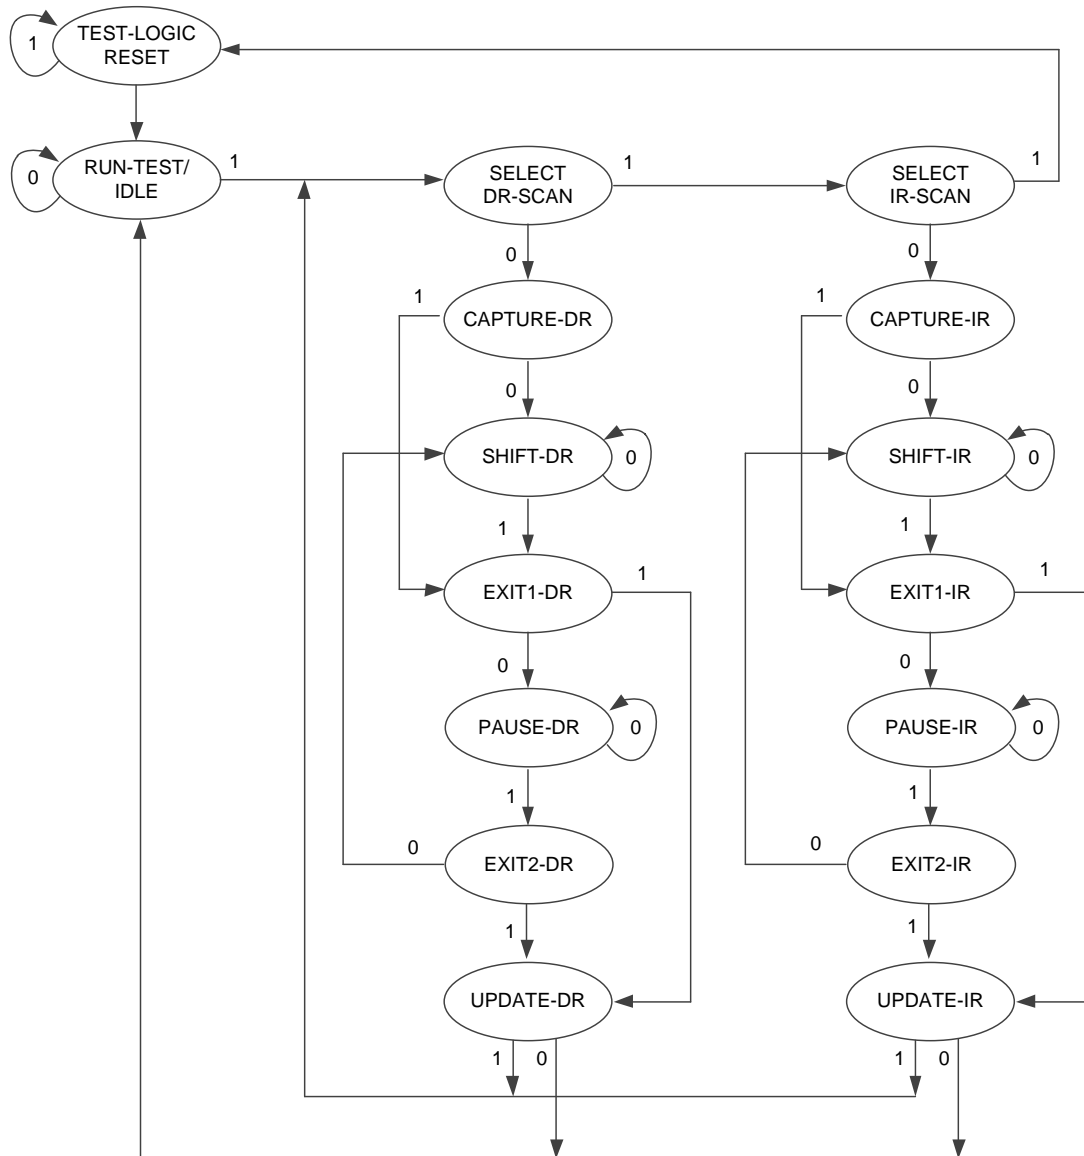 TEST-LOGIC
RESET
1
RUN-TEST/
IDLE
0
1
SELECT
DR-SCAN
1
SELECT
IR-SCAN
1
0
0
CAPTURE-DR
1
CAPTURE-IR
1
0
0
SHIFT-DR
0
SHIFT-IR
0
1
1
EXIT1-DR
1
EXIT1-IR
1
0
0
PAUSE-DR
0
PAUSE-IR
0
1
1
EXIT2-DR
0
EXIT2-IR
0
1
1
UPDATE-DR
UPDATE-IR
1
0
1
0